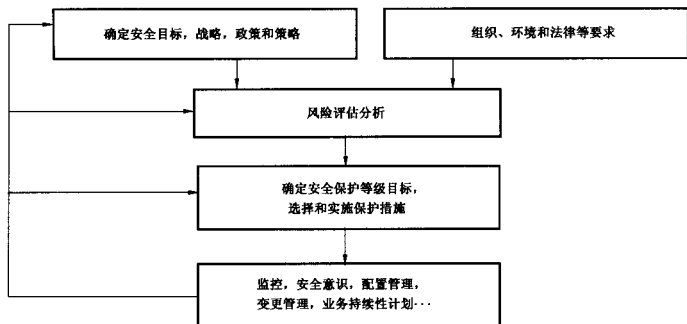 确定安全目标，战略，政策和策略
组织、环境和法律等要求
风险评估分析
确定安全保护等级目标，
选择和实施保护措施
监控，安全意识，配置管理，
变更管理，业务持续性计划…